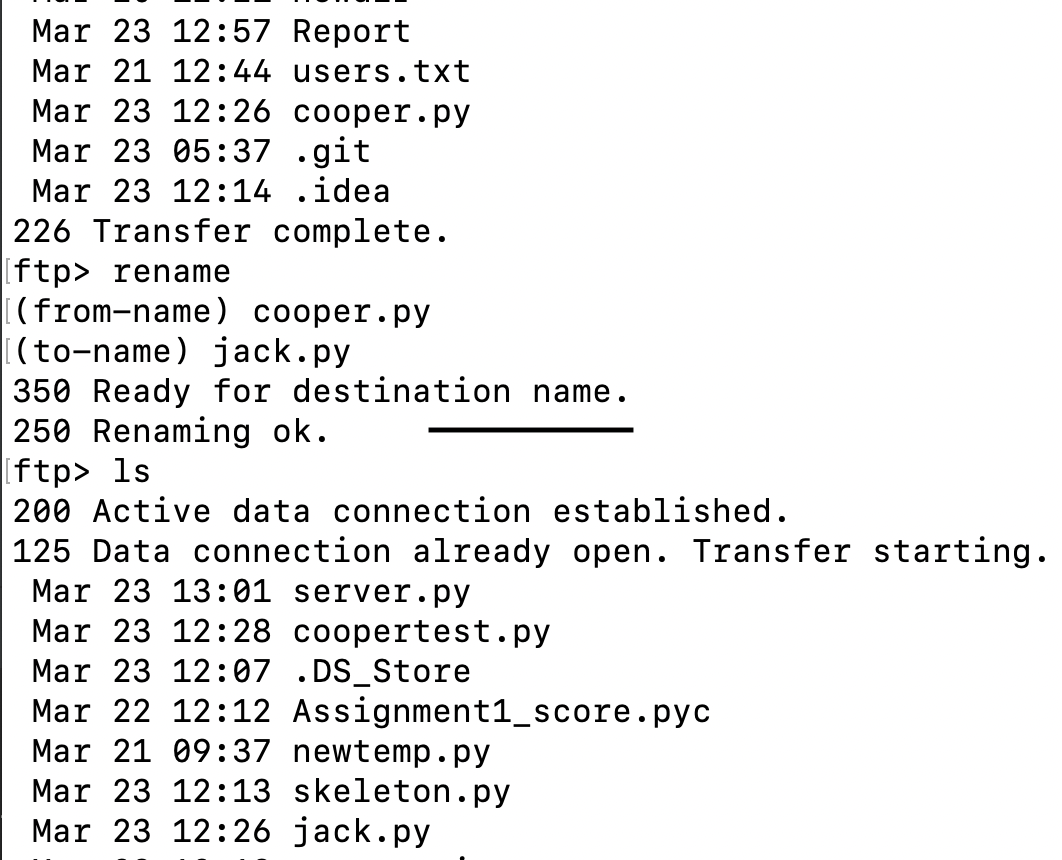 Mar 23 12:57 Report
Mar 21 12:44 users.txt
Mar 23 12:26 cooper.py
Mar 23 05:37 .git
Mar 23 12:14 .idea
226 Transfer complete.
ftp> rename
(from-name) cooper.py
(to-name) jack.py
350 Ready for destination name.
250 Renaming ok.
ftp> ls
200 Active data connection established.
125 Data connection already open. Transfer starting.
Mar 23 13:01 server.py
Mar 23 12:28 coopertest.py
Mar 23 12:07 .DS_Store
Mar 22 12:12 Assignment1_score.pyc
Mar 21 09:37 newtemp.py
Mar 23 12:13 skeleton.py
Mar 23 12:26 jack.py